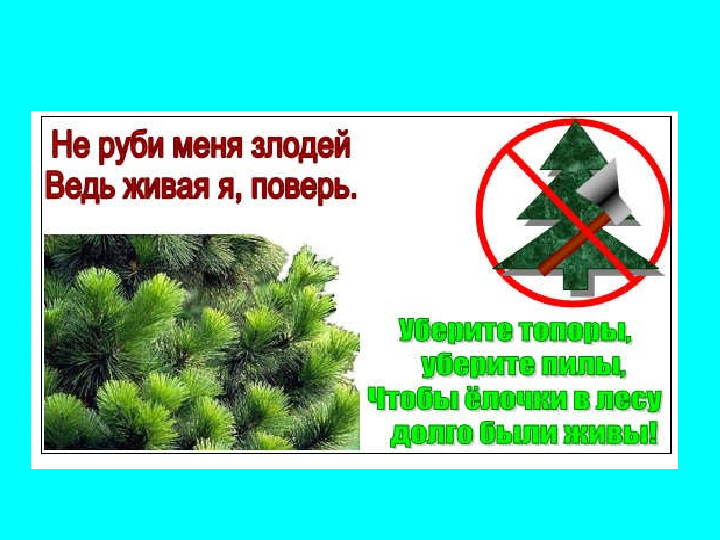 Не руби меня злодей
Ведь живая я, поверь.
Уберите топоры,
уберите пилы,
Чтобы ёлочки в лесу
долго были живы!